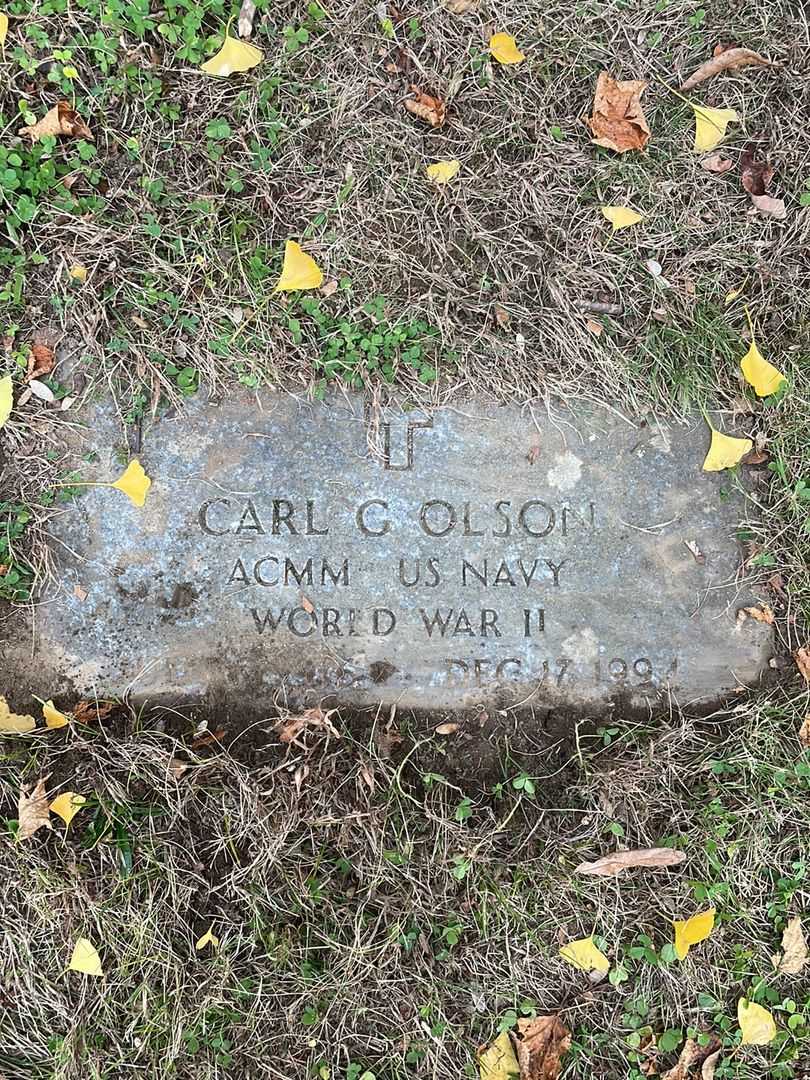 CARL G OLSON
ACMM US NAVY
WORLD WAR II
DEC 17 1994